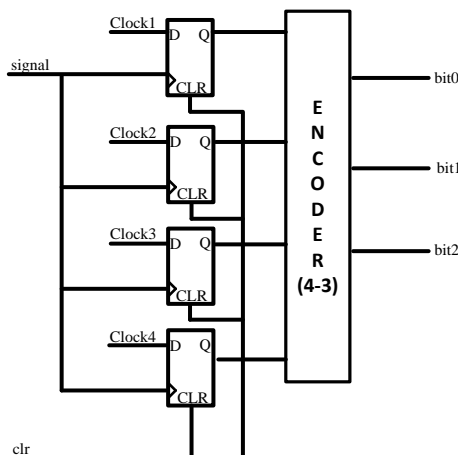 Clock1
D Q
CLR
signal
Clock2
D Q
CLR
Clock3
D Q
CLR
Clock4
D Q
CLR
clr
E
N
C
O
D
E
R
(4-3)
bit0
bit1
bit2